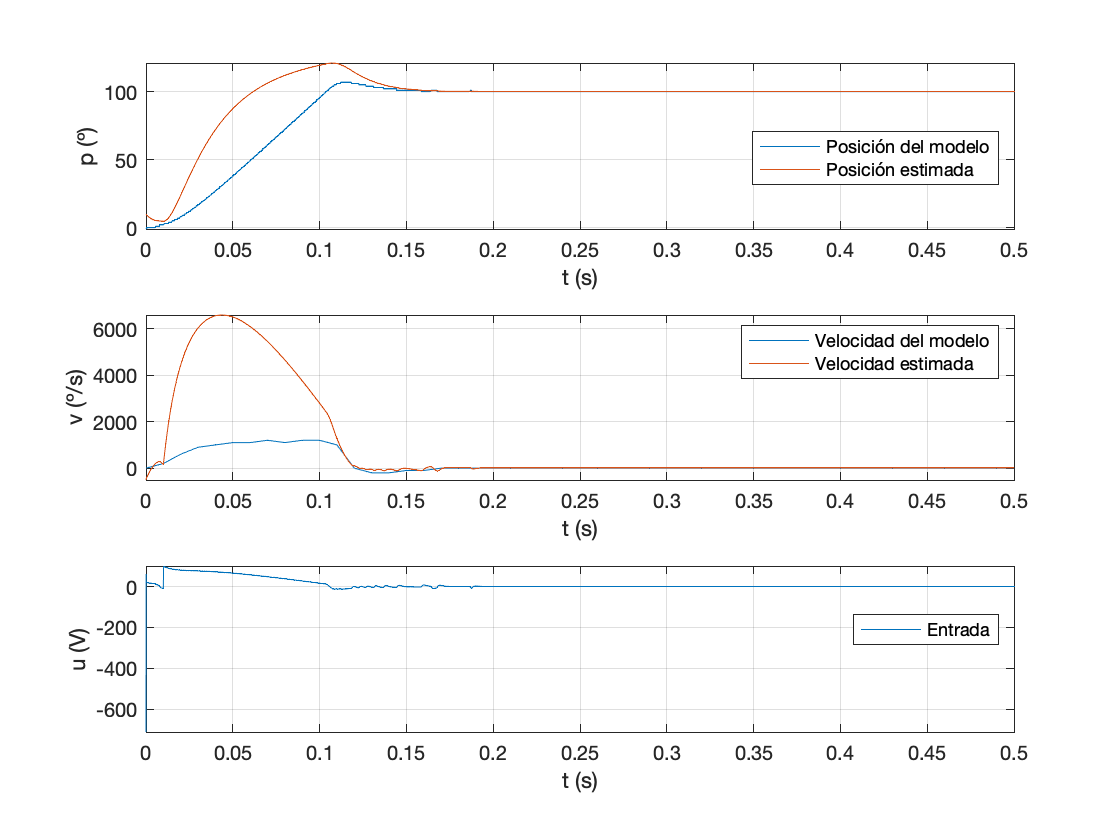 100
50
0
p (º)
Posición del modelo
Posición estimada
0 0.05 0.1 0.15 0.2 0.25 0.3 0.35 0.4 0.45 0.5
t (s)
6000
4000
2000
0
v (º/s)
Velocidad del modelo
Velocidad estimada
0 0.05 0.1 0.15 0.2 0.25 0.3 0.35 0.4 0.45 0.5
t (s)
0
-200
-400
-600
u (V)
Entrada
0 0.05 0.1 0.15 0.2 0.25 0.3 0.35 0.4 0.45 0.5
t (s)